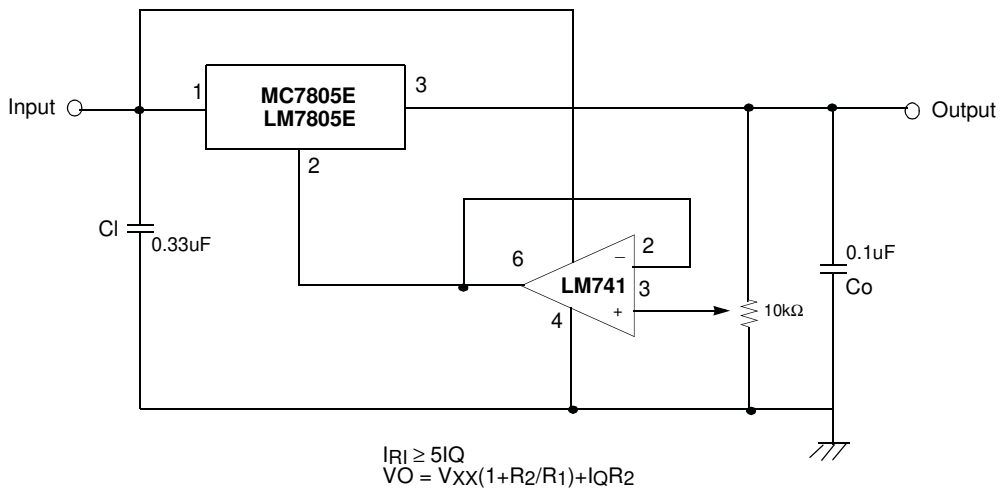 Input
1
MC7805E
LM7805E
3
Output
2
CI
0.33uF
6
2
−
LM741
3
+
4
10kΩ
0.1uF
Co
IRI ≥ 5IQ
VO = VXX(1+R2/R1)+IQR2